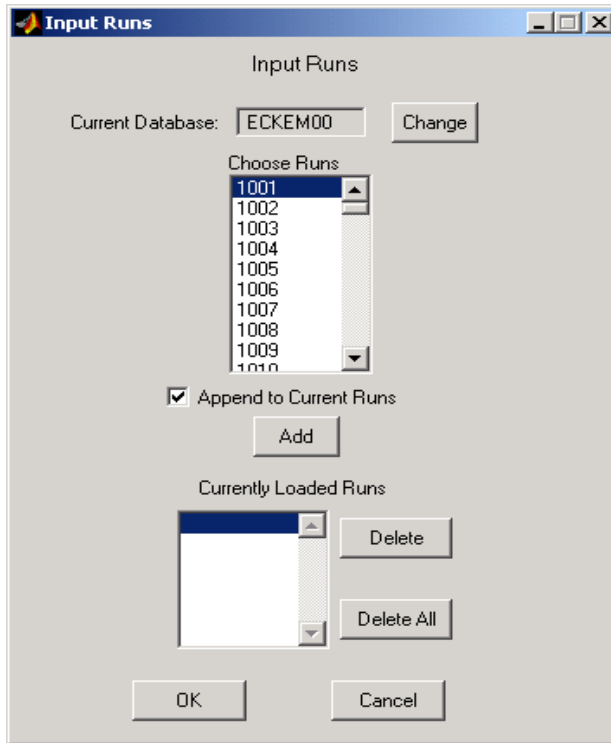 Input Runs
Input Runs
Current Database: ECKEM00 Change
Choose Runs
1001
1002
1003
1004
1005
1006
1007
1008
1009
1010
Append to Current Runs
Add
Currently Loaded Runs
Delete
Delete All
OK Cancel